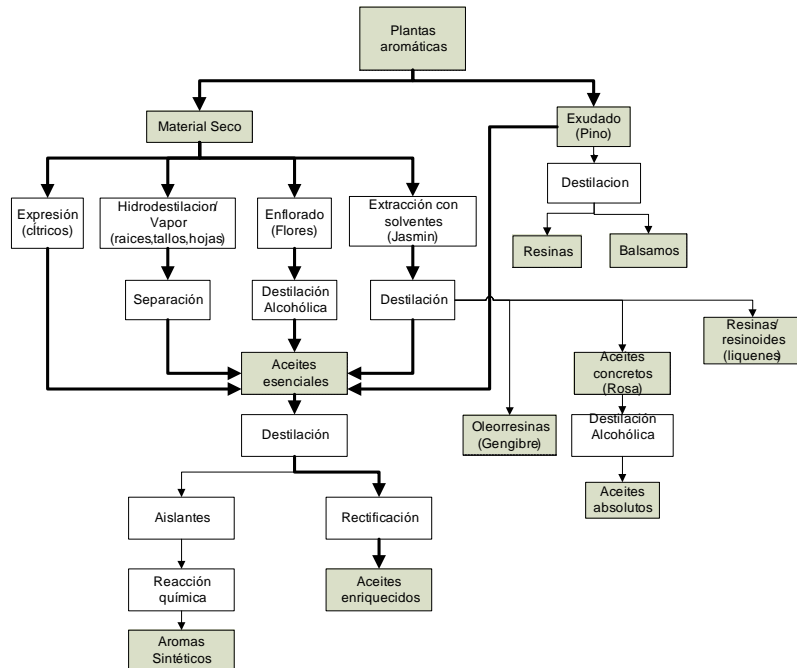 Plantas
aromáticas
Material Seco
Exudado
(Pino)
Expresión
(cÍtricos)
Hidrodestilacion/
Vapor
(raices,tallos,hojas)
Enflorado
(Flores)
Extracción con
solventes
(Jasmin)
Destilacion
Resinas
Balsamos
Separación
Destilación
Alcohólica
Destilación
Resinas/
resinoides
(liquenes)
Aceites
esenciales
Aceites
concretos
(Rosa)
Oleorresinas
(Gengibre)
Destilación
Alcohólica
Destilación
Aceites
absolutos
Aislantes
Rectificación
Reacción
química
Aceites
enriquecidos
Aromas
Sintéticos